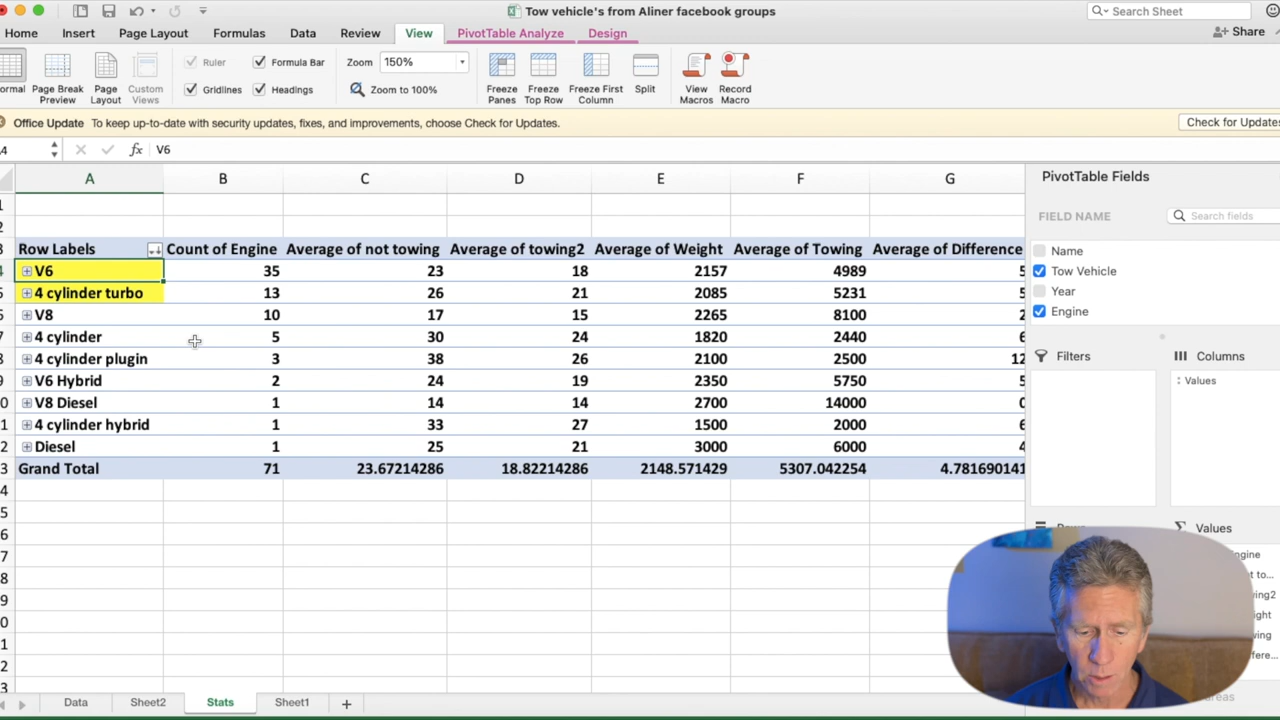 Tow vehicle's from Aliner facebook groups
Search Sheet
Home Insert Page Layout Formulas Data Review View PivotTable Analyze Design Share
Ruler Formula Bar Zoom 150%
Gridlines Headings Zoom to 100%
Page Break Preview
Page Layout
Custom Views
Freeze Panes
Freeze Top Row
Freeze First Column
Split
View Macros
Record Macro
Office Update To keep up-to-date with security updates, fixes, and improvements, choose Check for Updates. Check for Updates
fx V6
A B C D E F G
Row Labels Count of Engine Average of not towing Average of towing2 Average of Weight Average of Towing Average of Difference
V6 35 23 18 2157 4989 5
4 cylinder turbo 13 26 21 2085 5231 5
V8 10 17 15 2265 8100 2
4 cylinder 5 30 24 1820 2440 6
4 cylinder plugin 3 38 26 2100 2500 12
V6 Hybrid 2 24 19 2350 5750 5
V8 Diesel 1 14 14 2700 14000 0
4 cylinder hybrid 1 33 27 1500 2000 6
Diesel 1 25 21 3000 6000 4
Grand Total 71 23.67214286 18.82214286 2148.571429 5307.042254 4.781690141
PivotTable Fields
FIELD NAME Search fields
Name
Tow Vehicle
Year
Engine
Filters Columns
Values
Values
Data Sheet2 Stats Sheet1 +